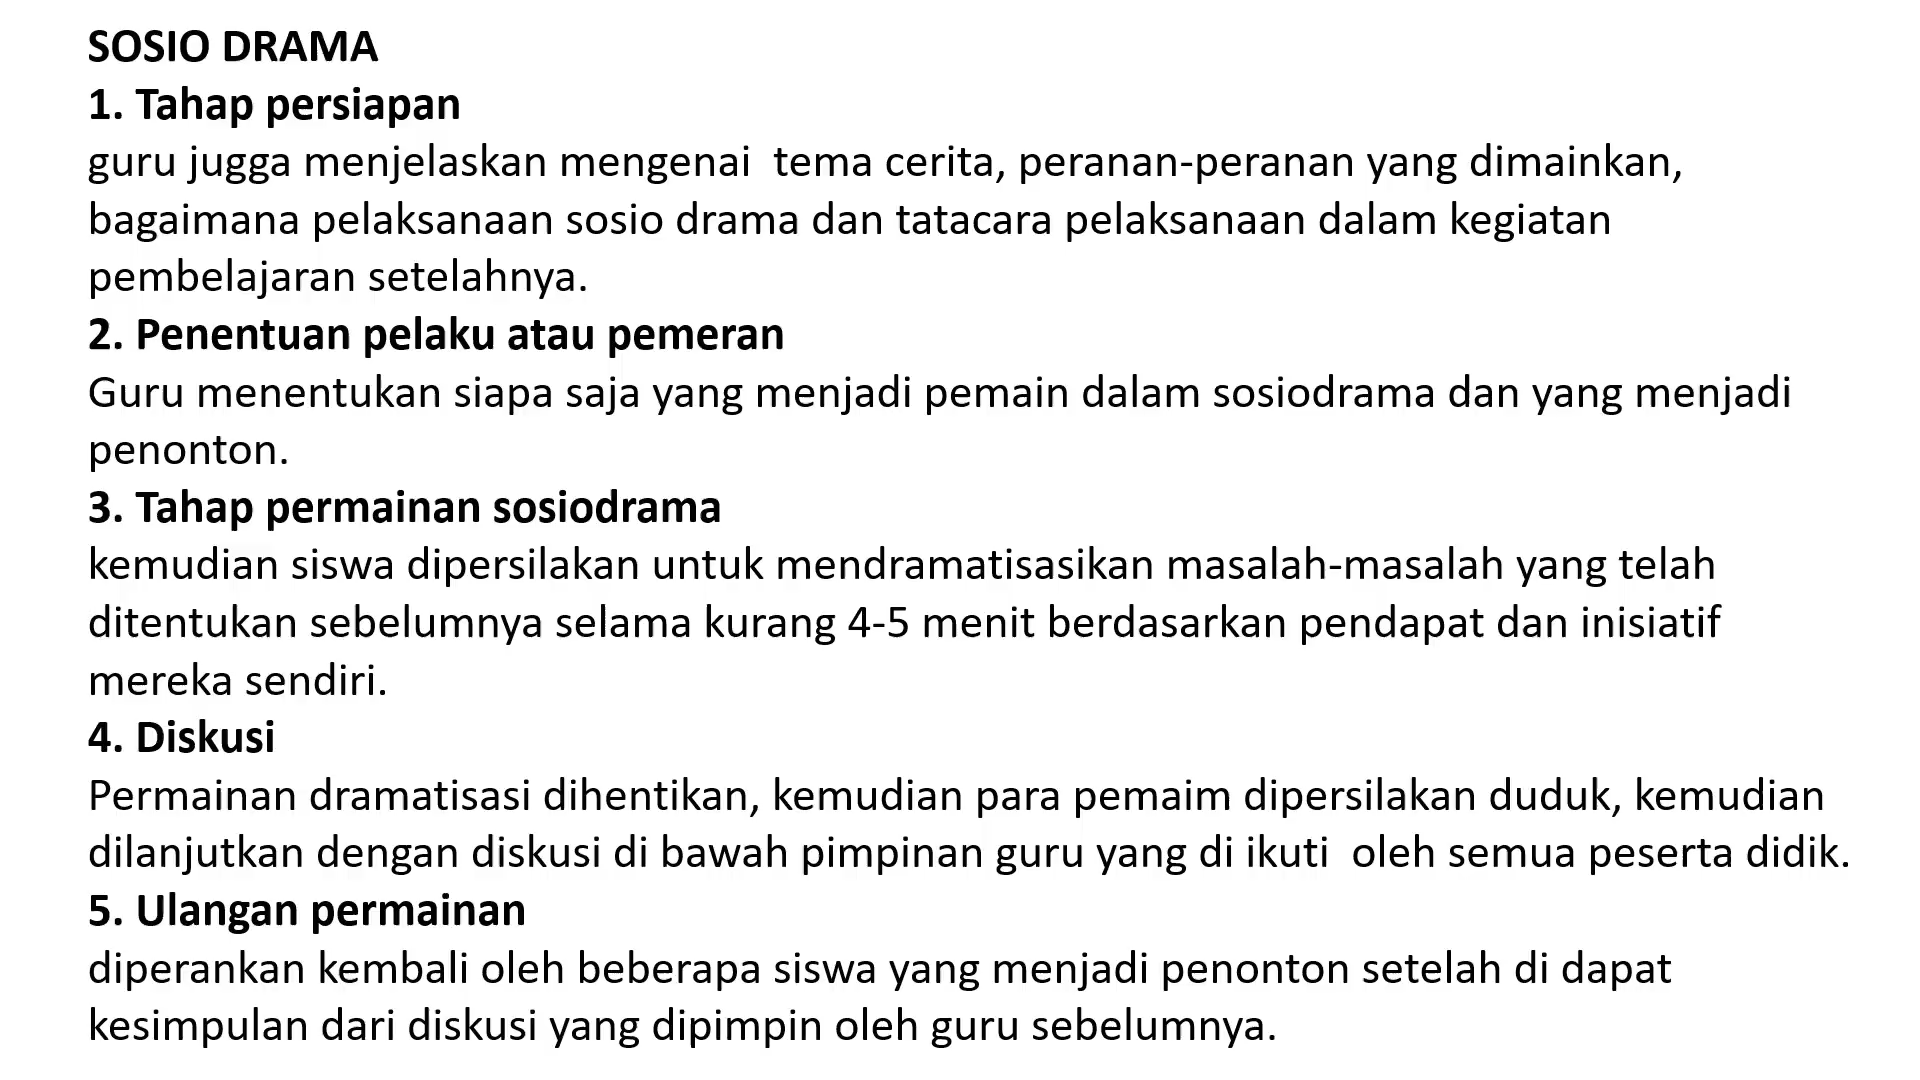 SOSIO DRAMA
1. Tahap persiapan
guru jugga menjelaskan mengenai  tema cerita, peranan-peranan yang dimainkan,
bagaimana pelaksanaan sosio drama dan tatacara pelaksanaan dalam kegiatan
pembelajaran setelahnya.
2. Penentuan pelaku atau pemeran
Guru menentukan siapa saja yang menjadi pemain dalam sosiodrama dan yang menjadi
penonton.
3. Tahap permainan sosiodrama
kemudian siswa dipersilakan untuk mendramatisasikan masalah-masalah yang telah
ditentukan sebelumnya selama kurang 4-5 menit berdasarkan pendapat dan inisiatif
mereka sendiri.
4. Diskusi
Permainan dramatisasi dihentikan, kemudian para pemaim dipersilakan duduk, kemudian
dilanjutkan dengan diskusi di bawah pimpinan guru yang di ikuti  oleh semua peserta didik.
5. Ulangan permainan
diperankan kembali oleh beberapa siswa yang menjadi penonton setelah di dapat
kesimpulan dari diskusi yang dipimpin oleh guru sebelumnya.